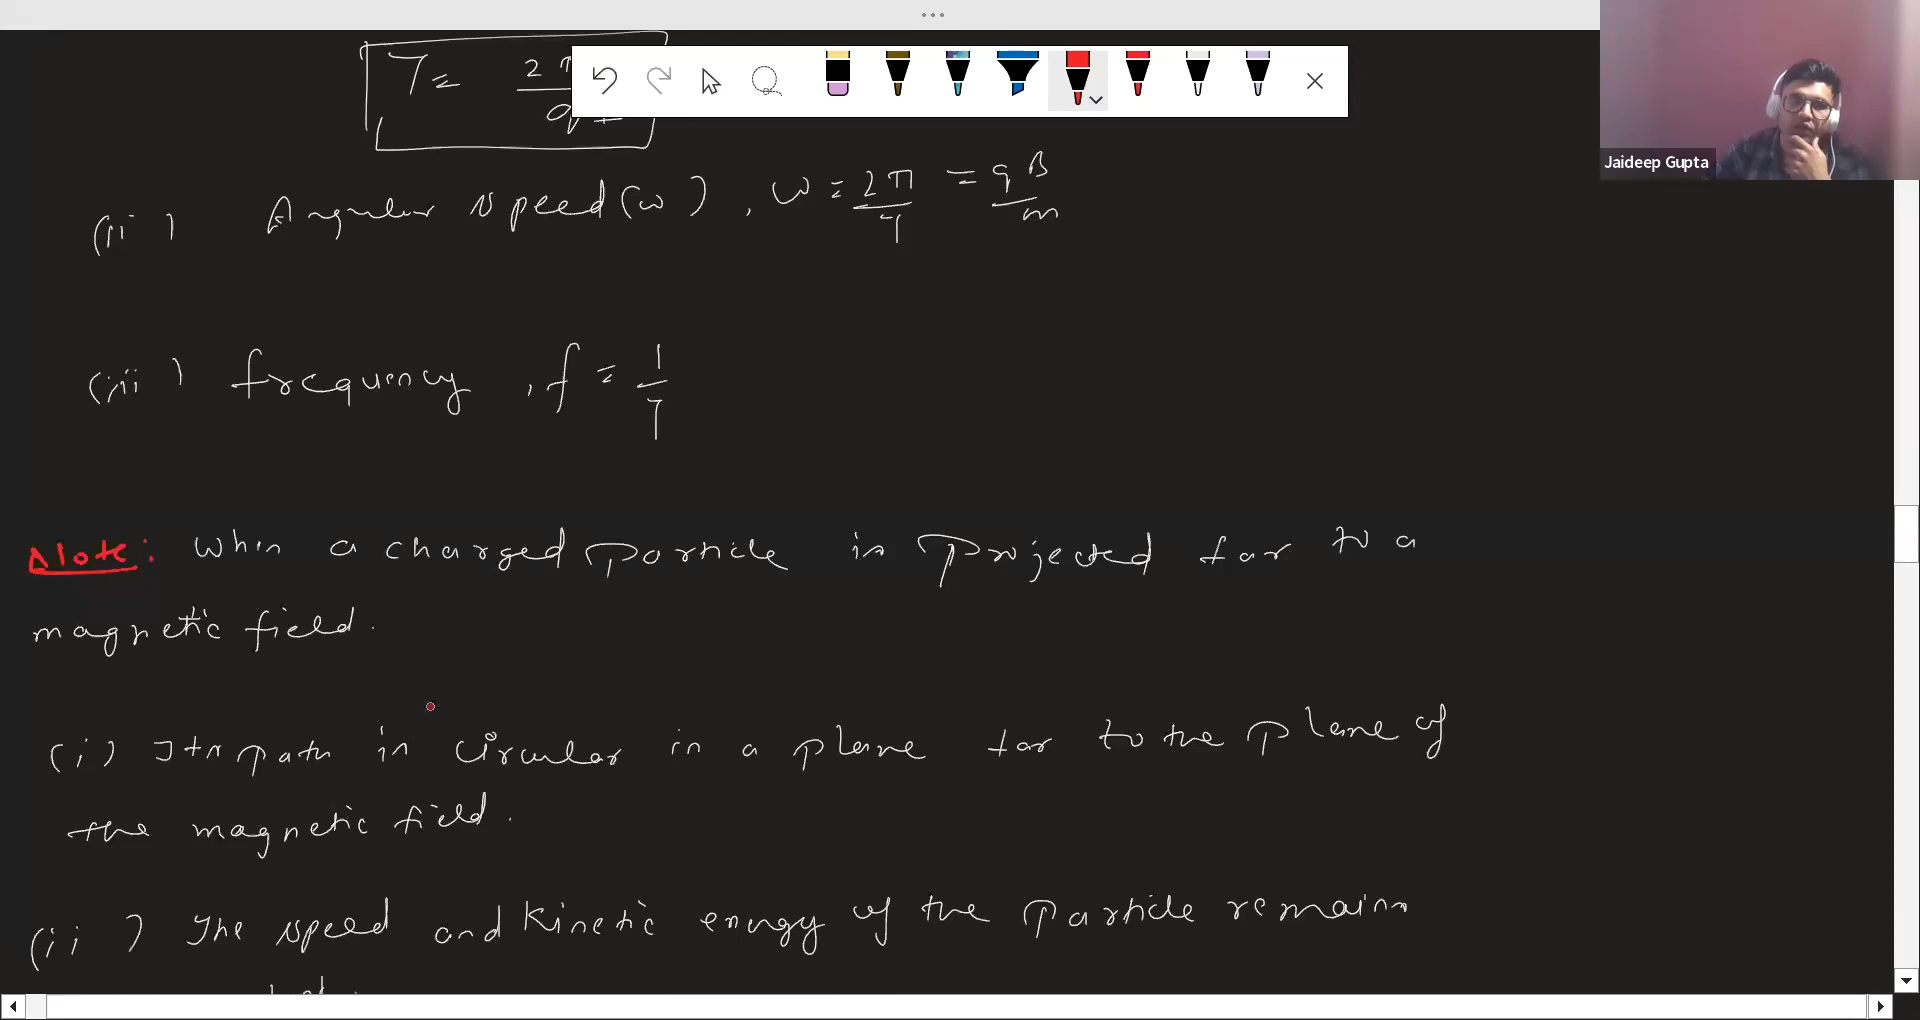 T = 2π
q
Jaideep Gupta
(ii) Angular speed (ω), ω = 2π/T = qB/m
(iii) frequency, f = 1/T
Note: When a charged particle is projected ⊥ar to a
magnetic field.
(i) Its path is circular in a plane ⊥ar to the plane of
the magnetic field.
(ii) The speed and kinetic energy of the particle remains